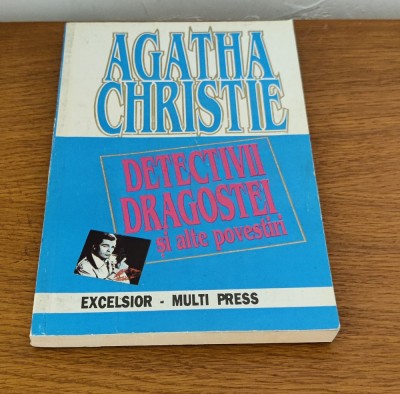 AGATHA
CHRISTIE
DETECTIVII
DRAGOSTEI
și alte povestiri
EXCELSIOR - MULTI PRESS